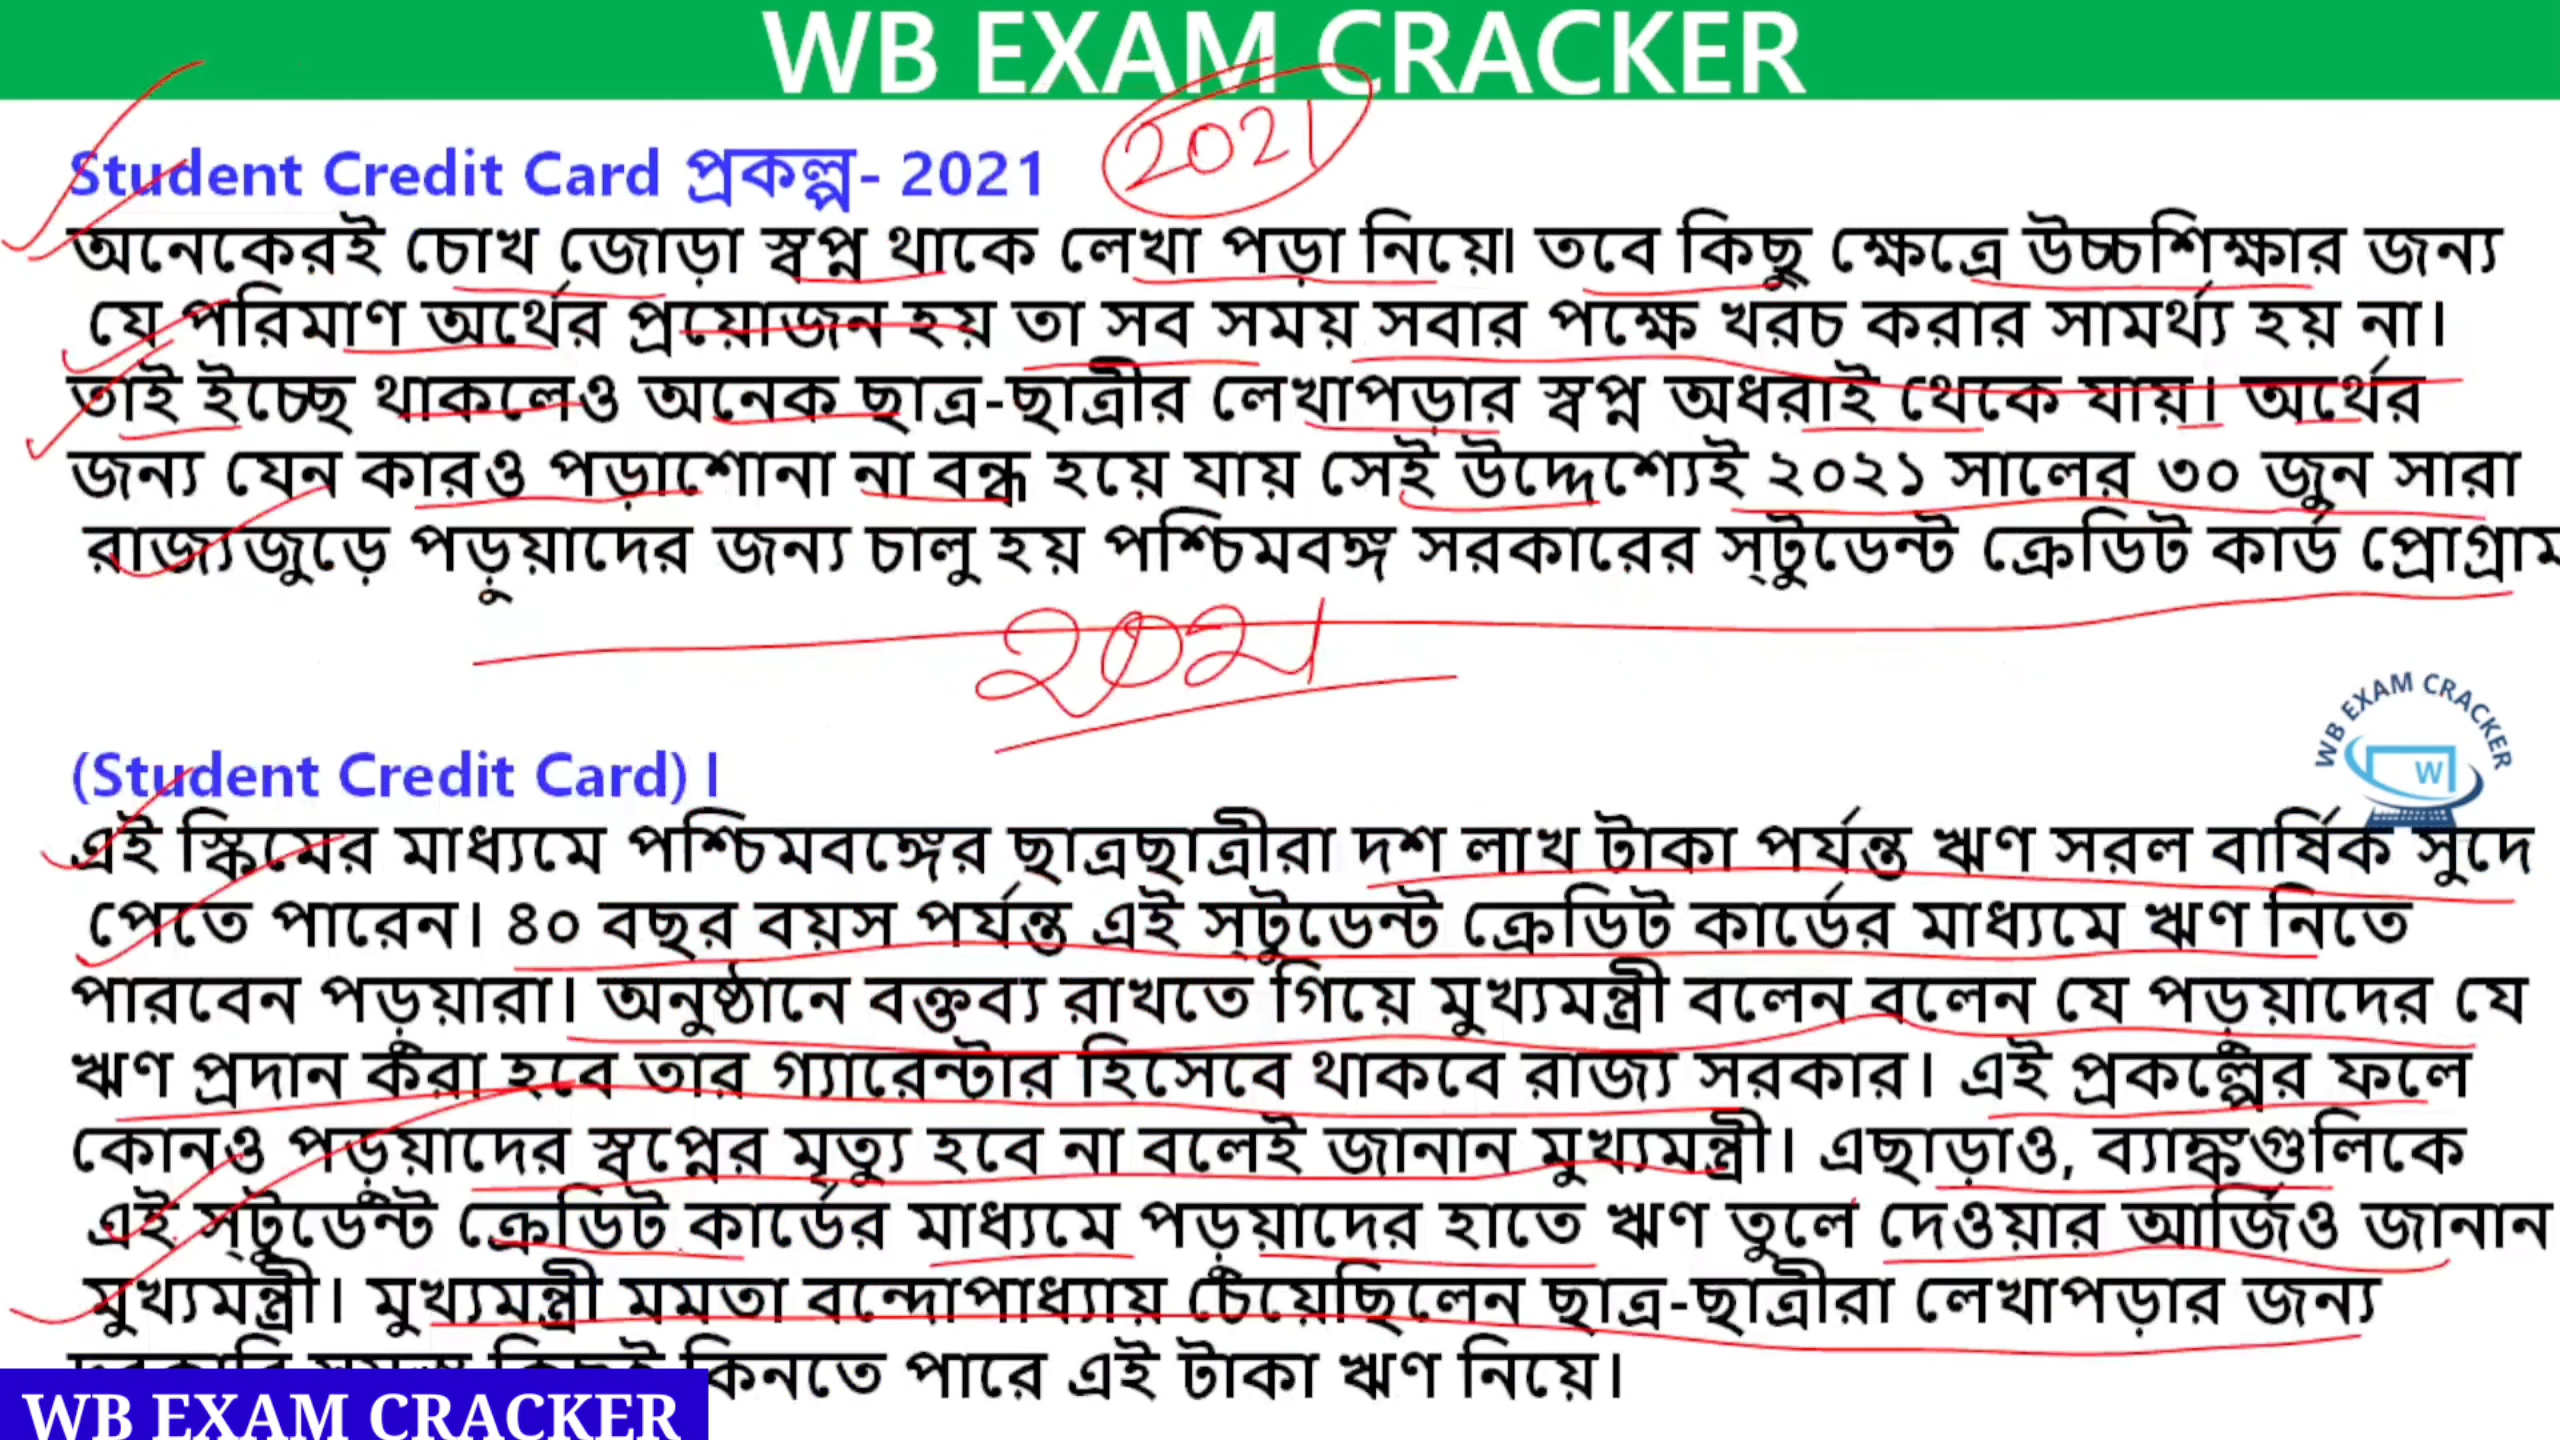 WB EXAM CRACKER
2021
Student Credit Card প্রকল্প- 2021
অনেকেরই চোখ জোড়া স্বপ্ন থাকে লেখা পড়া নিয়ে। তবে কিছু ক্ষেত্রে উচ্চশিক্ষার জন্য
যে পরিমাণ অর্থের প্রয়োজন হয় তা সব সময় সবার পক্ষে খরচ করার সামর্থ্য হয় না।
তাই ইচ্ছে থাকলেও অনেক ছাত্র-ছাত্রীর লেখাপড়ার স্বপ্ন অধরাই থেকে যায়। অর্থের
জন্য যেন কারও পড়াশোনা না বন্ধ হয়ে যায় সেই উদ্দেশ্যেই ২০২১ সালের ৩০ জুন সারা
রাজ্যজুড়ে পড়ুয়াদের জন্য চালু হয় পশ্চিমবঙ্গ সরকারের স্টুডেন্ট ক্রেডিট কার্ড প্রোগ্রাম
2021
WB EXAM CRACKER
W
(Student Credit Card) ।
এই স্কিমের মাধ্যমে পশ্চিমবঙ্গের ছাত্রছাত্রীরা দশ লাখ টাকা পর্যন্ত ঋণ সরল বার্ষিক সুদে
পেতে পারেন। ৪০ বছর বয়স পর্যন্ত এই স্টুডেন্ট ক্রেডিট কার্ডের মাধ্যমে ঋণ নিতে
পারবেন পড়ুয়ারা। অনুষ্ঠানে বক্তব্য রাখতে গিয়ে মুখ্যমন্ত্রী বলেন বলেন যে পড়ুয়াদের যে
ঋণ প্রদান করা হবে তার গ্যারেন্টার হিসেবে থাকবে রাজ্য সরকার। এই প্রকল্পের ফলে
কোনও পড়ুয়াদের স্বপ্নের মৃত্যু হবে না বলেই জানান মুখ্যমন্ত্রী। এছাড়াও, ব্যাঙ্কগুলিকে
এই স্টুডেন্ট ক্রেডিট কার্ডের মাধ্যমে পড়ুয়াদের হাতে ঋণ তুলে দেওয়ার আর্জিও জানান
মুখ্যমন্ত্রী। মুখ্যমন্ত্রী মমতা বন্দোপাধ্যায় চেয়েছিলেন ছাত্র-ছাত্রীরা লেখাপড়ার জন্য
কিনতে পারে এই টাকা ঋণ নিয়ে।
WB EXAM CRACKER